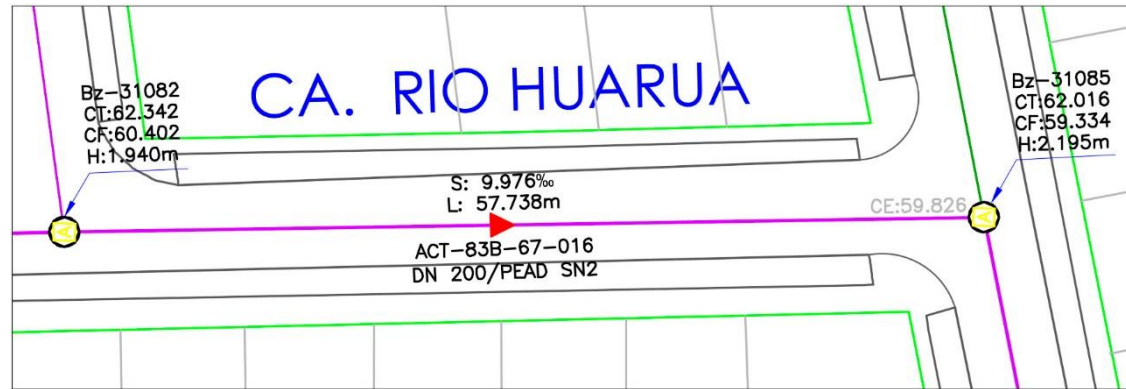 Bz-31082
CT:62.342
CF:60.402
H:1.940m
CA. RIO HUARUA
Bz-31085
CT:62.016
CF:59.334
H:2.195m
S: 9.976‰
L: 57.738m
CE:59.826
ACT-83B-67-016
DN 200/PEAD SN2
A
A